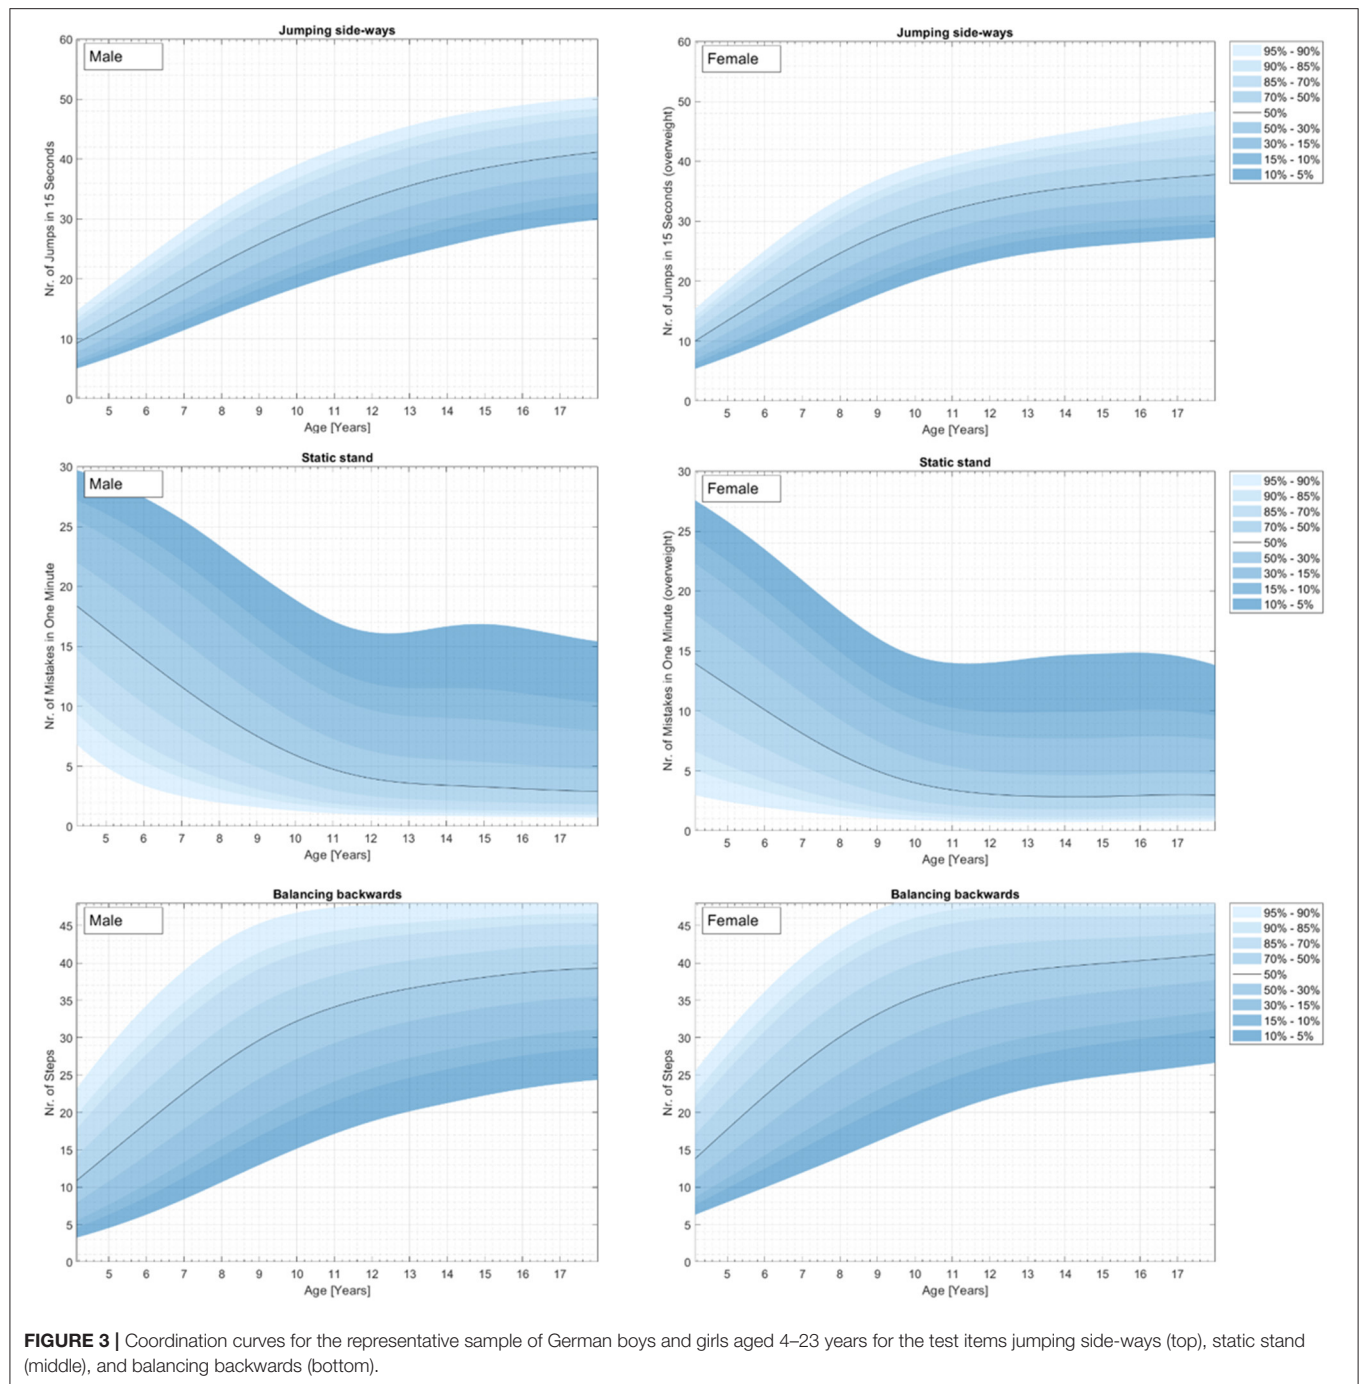 Jumping side-ways
Male
60
50
40
30
20
10
0
Nr. of Jumps in 15 Seconds
5 6 7 8 9 10 11 12 13 14 15 16 17
Age [Years]
Jumping side-ways
Female
60
50
40
30
20
10
0
Nr. of Jumps in 15 Seconds (overweight)
5 6 7 8 9 10 11 12 13 14 15 16 17
Age [Years]
95% - 90%
90% - 85%
85% - 70%
70% - 50%
50%
50% - 30%
30% - 15%
15% - 10%
10% - 5%
Static stand
Male
30
25
20
15
10
5
0
Nr. of Mistakes in One Minute
5 6 7 8 9 10 11 12 13 14 15 16 17
Age [Years]
Static stand
Female
30
25
20
15
10
5
0
Nr. of Mistakes in One Minute (overweight)
5 6 7 8 9 10 11 12 13 14 15 16 17
Age [Years]
95% - 90%
90% - 85%
85% - 70%
70% - 50%
50%
50% - 30%
30% - 15%
15% - 10%
10% - 5%
Balancing backwards
Male
45
40
35
30
25
20
15
10
5
0
Nr. of Steps
5 6 7 8 9 10 11 12 13 14 15 16 17
Age [Years]
Balancing backwards
Female
45
40
35
30
25
20
15
10
5
0
Nr. of Steps
5 6 7 8 9 10 11 12 13 14 15 16 17
Age [Years]
95% - 90%
90% - 85%
85% - 70%
70% - 50%
50%
50% - 30%
30% - 15%
15% - 10%
10% - 5%
FIGURE 3 | Coordination curves for the representative sample of German boys and girls aged 4–23 years for the test items jumping side-ways (top), static stand
(middle), and balancing backwards (bottom).